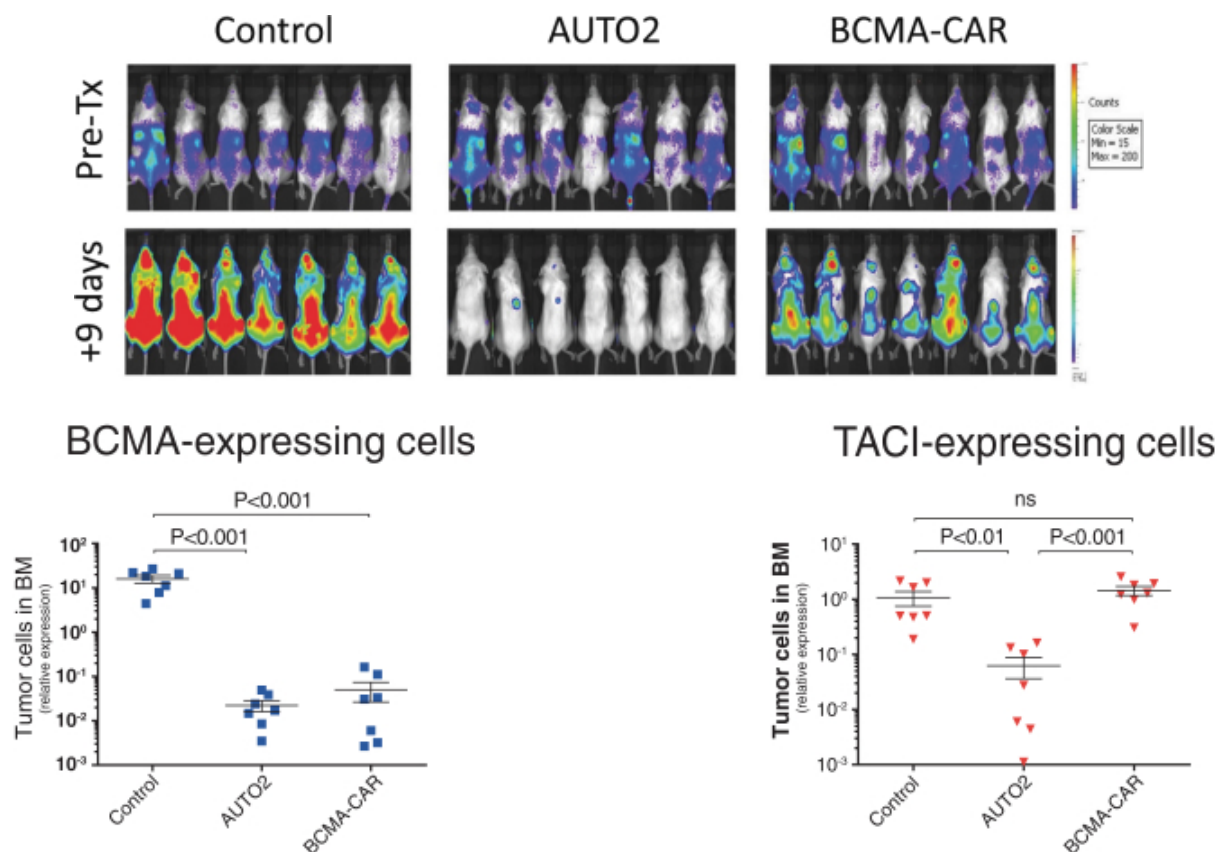 Control
AUTO2
BCMA-CAR
Pre-Tx
Counts
Color Scale
Min = 15
Max = 200
+9 days
BCMA-expressing cells
TACI-expressing cells
P<0.001
P<0.001
Tumor cells in BM
(relative expression)
10²
10¹
10⁰
10⁻¹
10⁻²
10⁻³
Control
AUTO2
BCMA-CAR
ns
P<0.01
P<0.001
Tumor cells in BM
(relative expression)
10¹
10⁰
10⁻¹
10⁻²
10⁻³
Control
AUTO2
BCMA-CAR